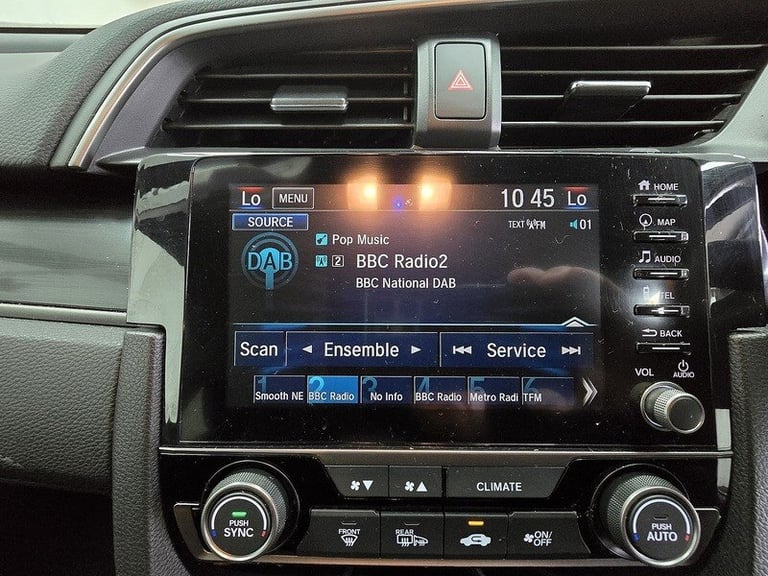 Lo MENU 10 45 Lo
HOME
SOURCE
MAP
TEXT
01
Pop Music
DAB
2 BBC Radio2
AUDIO
BBC National DAB
TEL
BACK
Scan Ensemble Service
VOL AUDIO
1 2 3 4 5 6
Smooth NE BBC Radio No Info BBC Radio Metro Radi TFM
CLIMATE
PUSH SYNC
FRONT
REAR
ON/OFF
PUSH AUTO